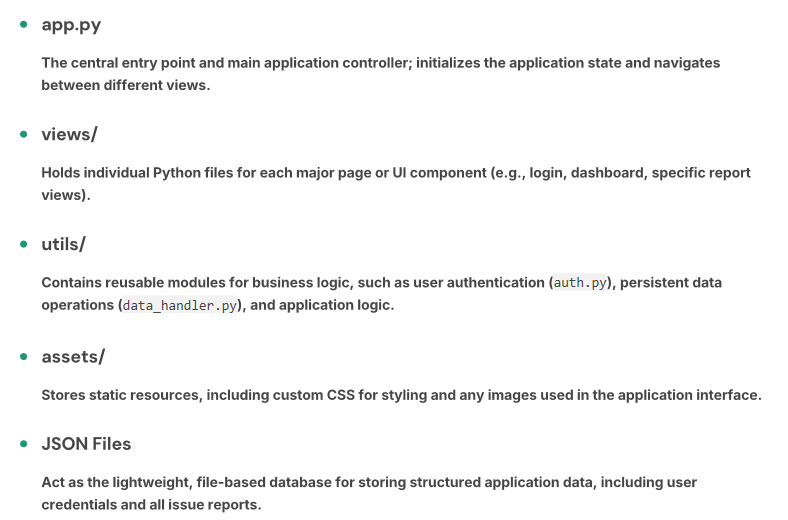 app.py
The central entry point and main application controller; initializes the application state and navigates
between different views.
views/
Holds individual Python files for each major page or UI component (e.g., login, dashboard, specific report
views).
utils/
Contains reusable modules for business logic, such as user authentication (auth.py), persistent data
operations (data_handler.py), and application logic.
assets/
Stores static resources, including custom CSS for styling and any images used in the application interface.
JSON Files
Act as the lightweight, file-based database for storing structured application data, including user
credentials and all issue reports.